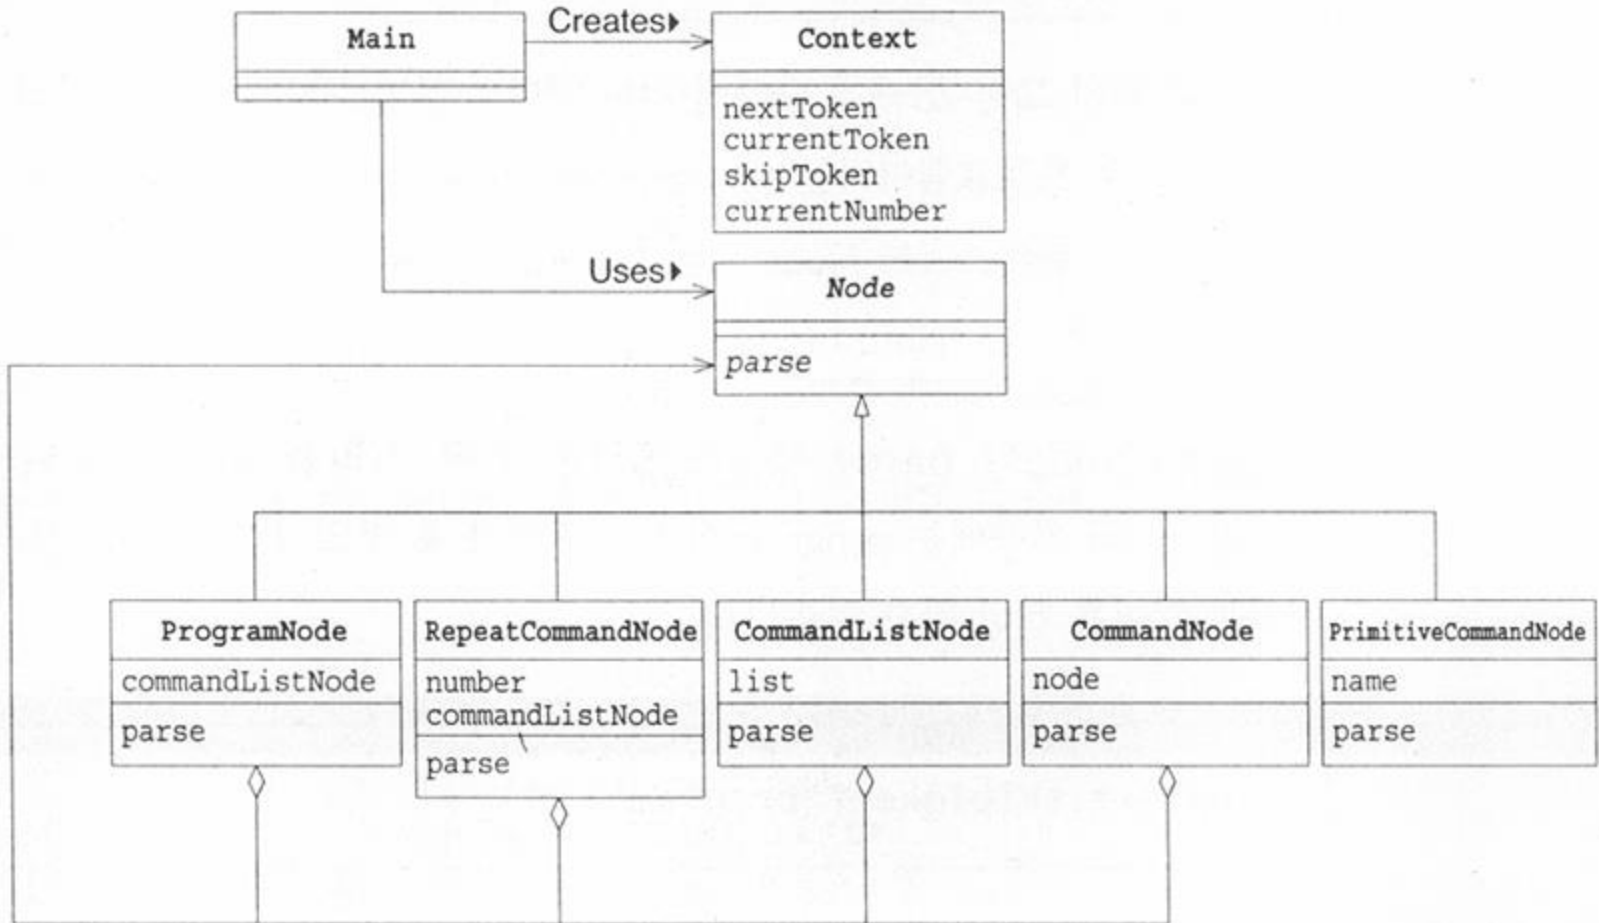 Main
Creates
Context
nextToken
currentToken
skipToken
currentNumber
Uses
Node
parse
ProgramNode
commandListNode
parse
RepeatCommandNode
number
commandListNode
parse
CommandListNode
list
parse
CommandNode
node
parse
PrimitiveCommandNode
name
parse